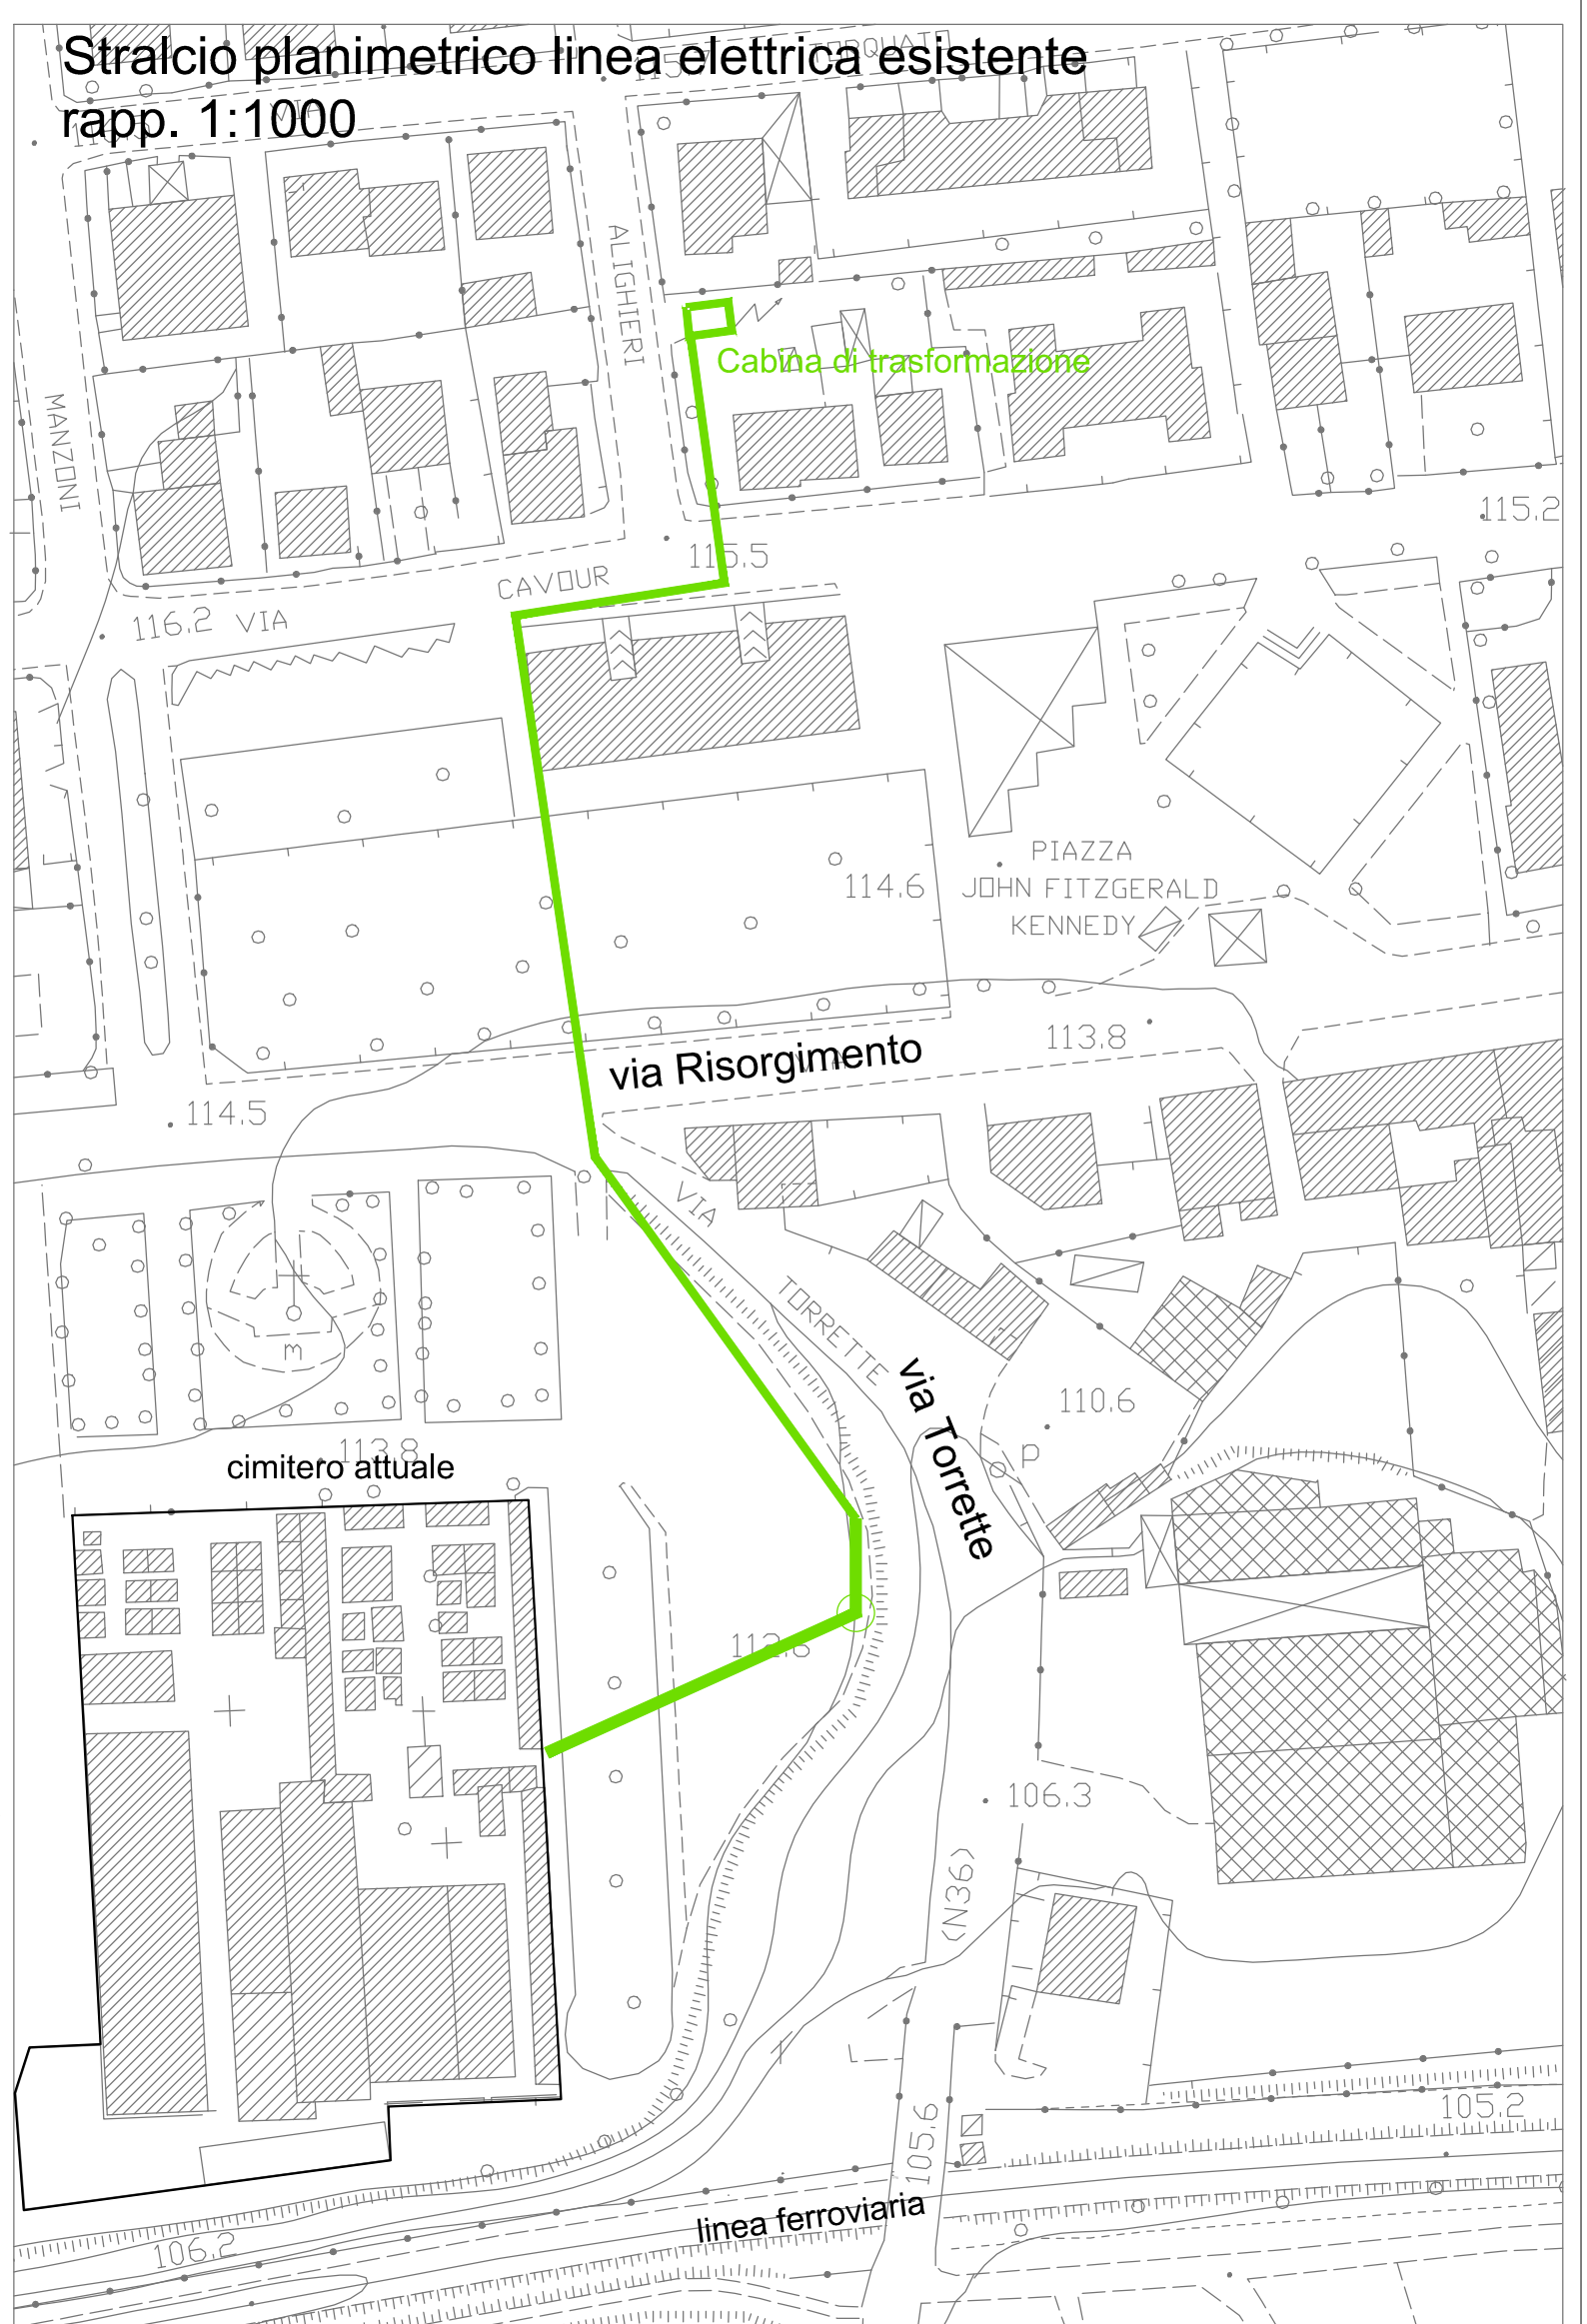 Stralcio planimetrico linea elettrica esistente
TORQUATO
rapp. 1:1000
VIA
ALIGHIERI
Cabina di trasformazione
MANZONI
115.2
115.5
CAVOUR
116.2 VIA
PIAZZA
JOHN FITZGERALD
KENNEDY
114.6
113.8
via Risorgimento
114.5
VIA
TORRETTE
via Torrette
m
110.6
p
113.8
cimitero attuale
106.3
(N36)
105.2
105.6
linea ferroviaria
106.2